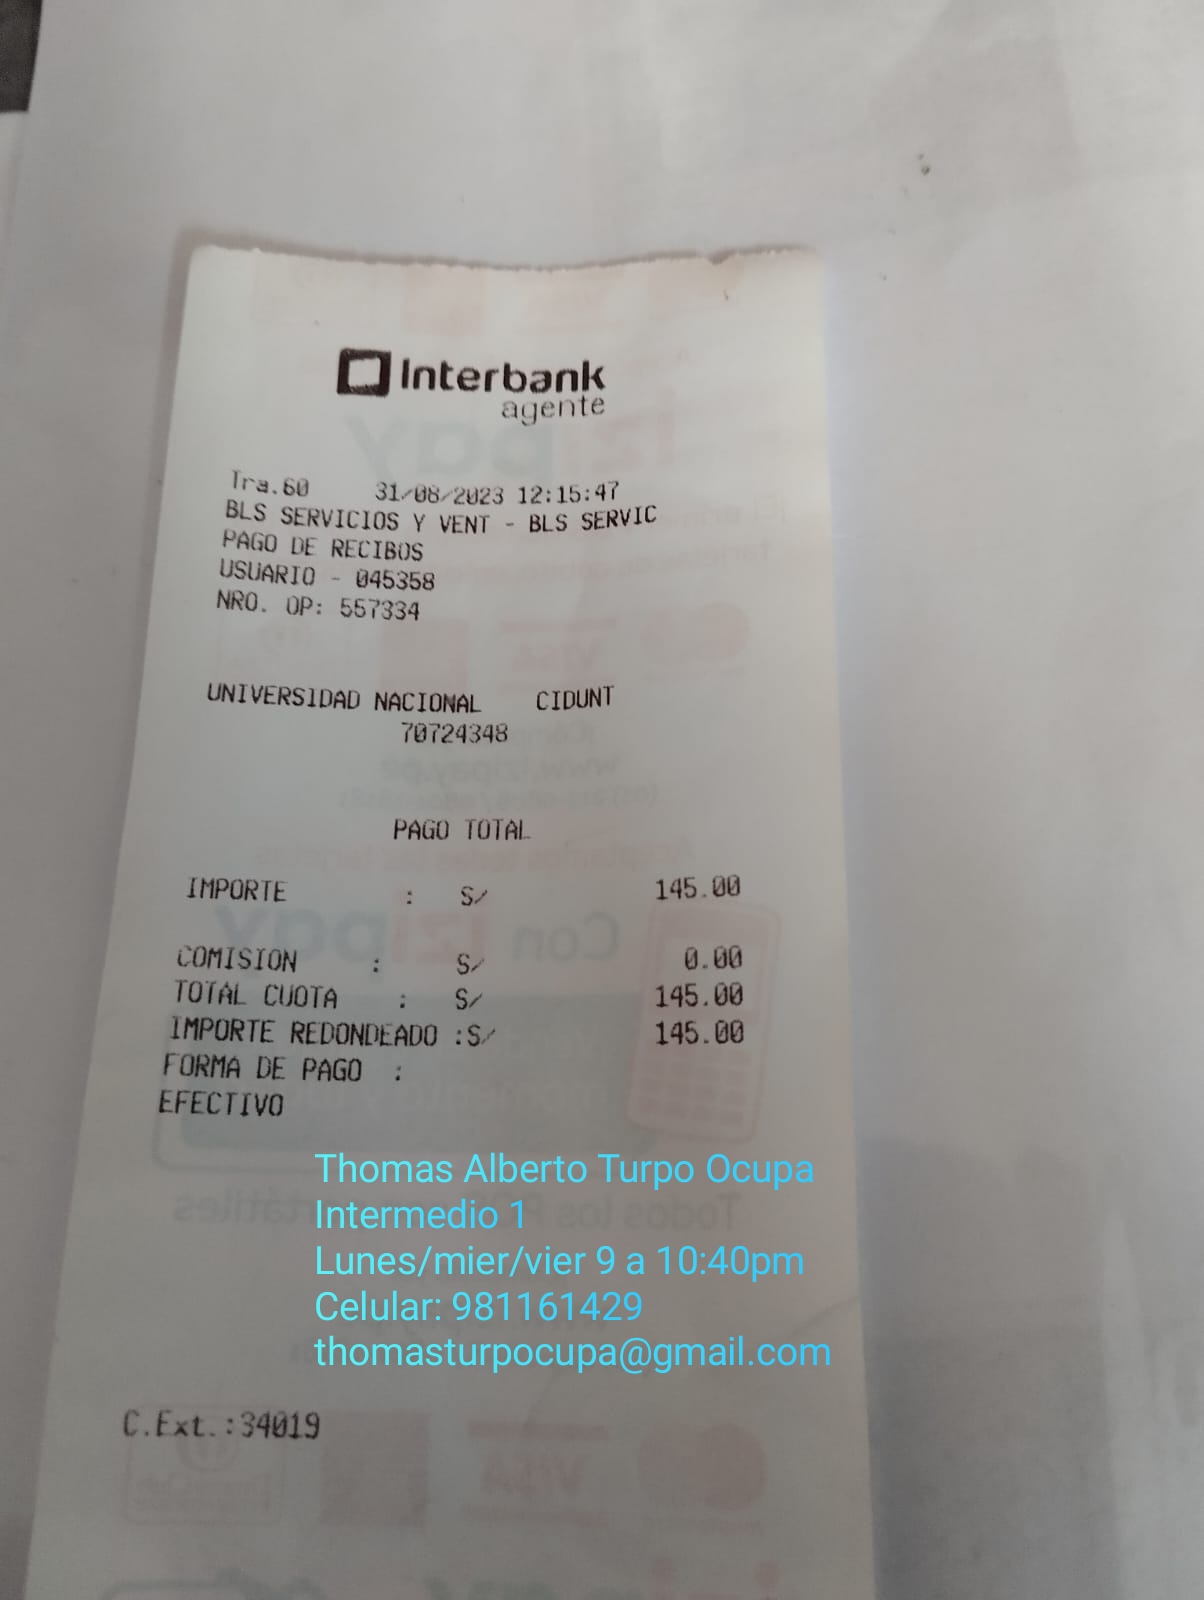 Interbank
agente
Tra.60 31/08/2023 12:15:47
BLS SERVICIOS Y VENT - BLS SERVIC
PAGO DE RECIBOS
USUARIO - 045358
NRO. OP: 557334
UNIVERSIDAD NACIONAL CIDUNT
70724348
PAGO TOTAL
IMPORTE : S/ 145.00
COMISION : S/ 0.00
TOTAL CUOTA : S/ 145.00
IMPORTE REDONDEADO :S/ 145.00
FORMA DE PAGO :
EFECTIVO
Thomas Alberto Turpo Ocupa
Intermedio 1
Lunes/mier/vier 9 a 10:40pm
Celular: 981161429
thomasturpocupa@gmail.com
C.Ext.:34019